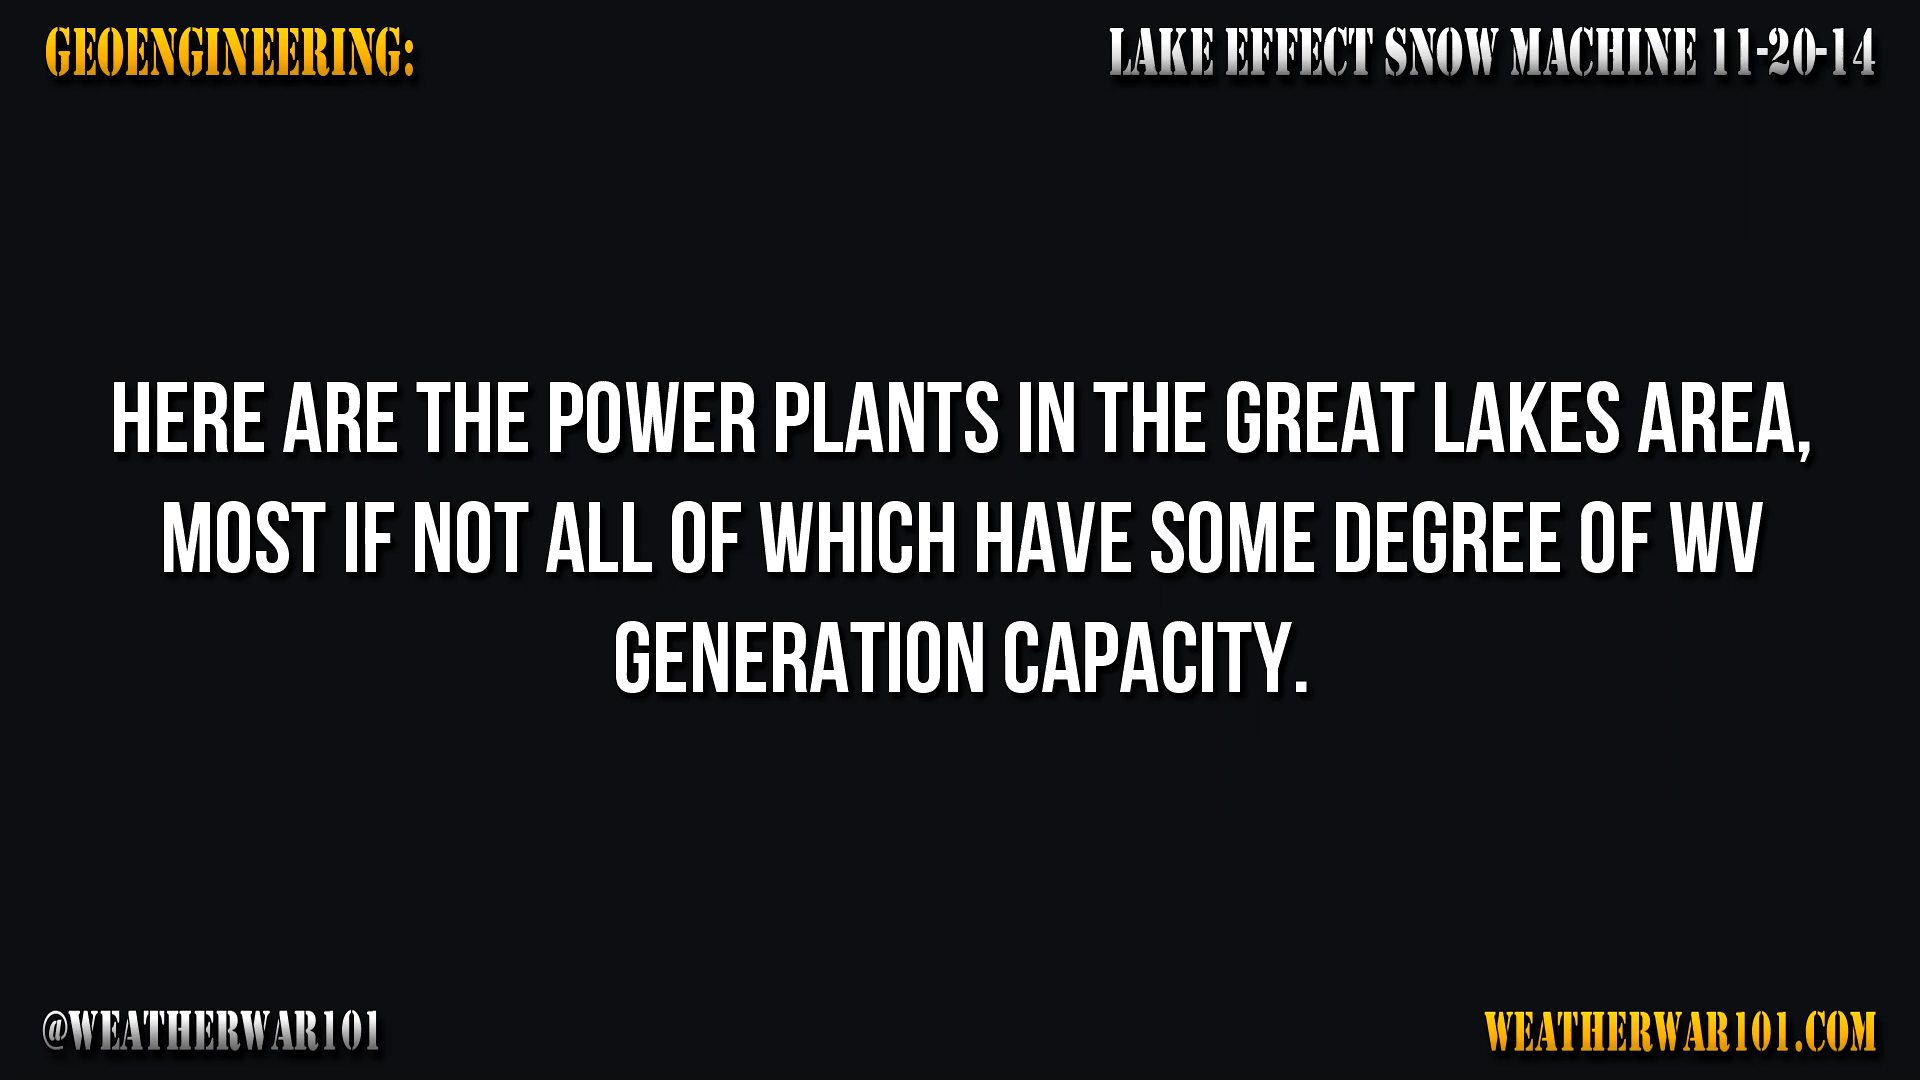 GEOENGINEERING:
LAKE EFFECT SNOW MACHINE 11-20-14
HERE ARE THE POWER PLANTS IN THE GREAT LAKES AREA,
MOST IF NOT ALL OF WHICH HAVE SOME DEGREE OF WV
GENERATION CAPACITY.
@WEATHERWAR101
WEATHERWAR101.COM